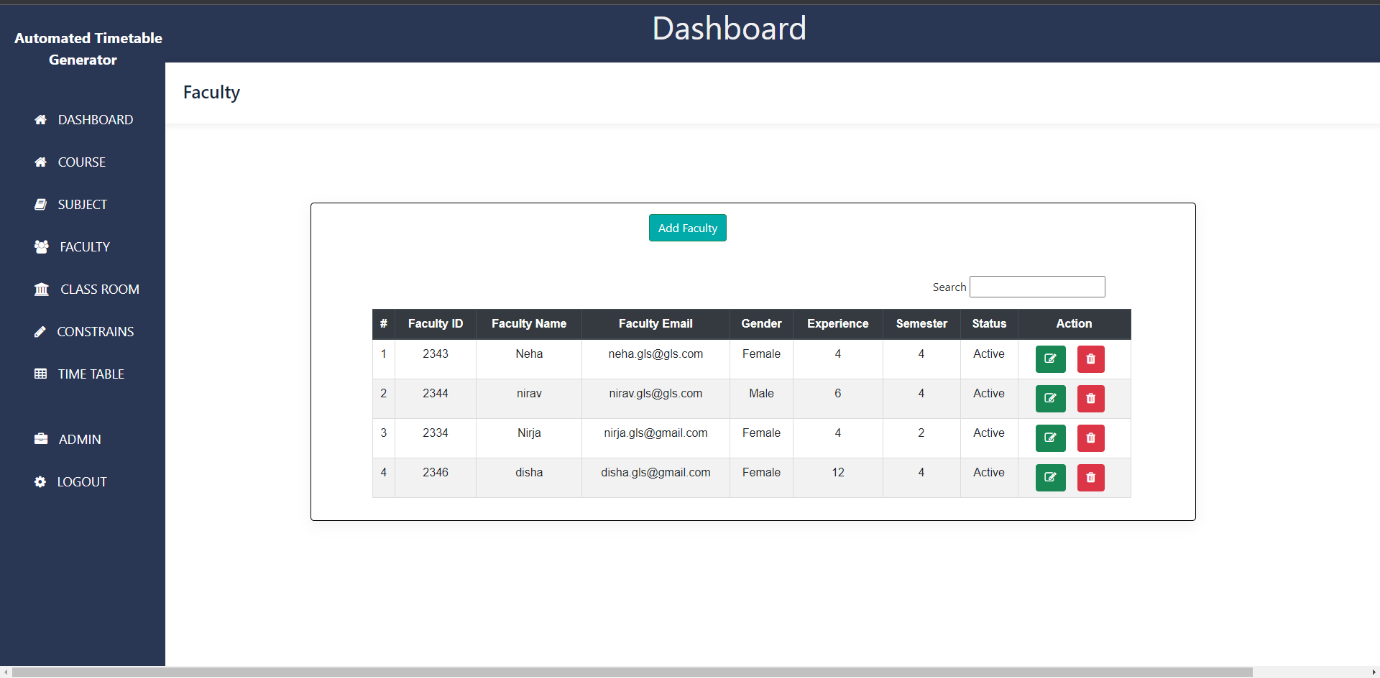 Dashboard
Automated Timetable
Generator
Faculty
DASHBOARD
COURSE
SUBJECT
FACULTY
CLASS ROOM
CONSTRAINS
TIME TABLE
ADMIN
LOGOUT
Add Faculty
Search
# Faculty ID Faculty Name Faculty Email Gender Experience Semester Status Action
1 2343 Neha neha.gls@gls.com Female 4 4 Active
2 2344 nirav nirav.gls@gls.com Male 6 4 Active
3 2334 Nirja nirja.gls@gmail.com Female 4 2 Active
4 2346 disha disha.gls@gmail.com Female 12 4 Active